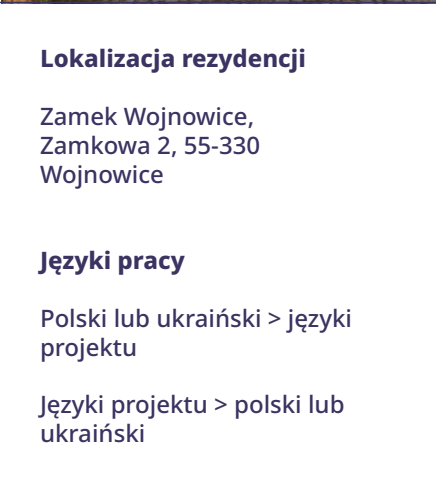 Lokalizacja rezydencji
Zamek Wojnowice,
Zamkowa 2, 55-330
Wojnowice
Języki pracy
Polski lub ukraiński > języki
projektu
Języki projektu > polski lub
ukraiński